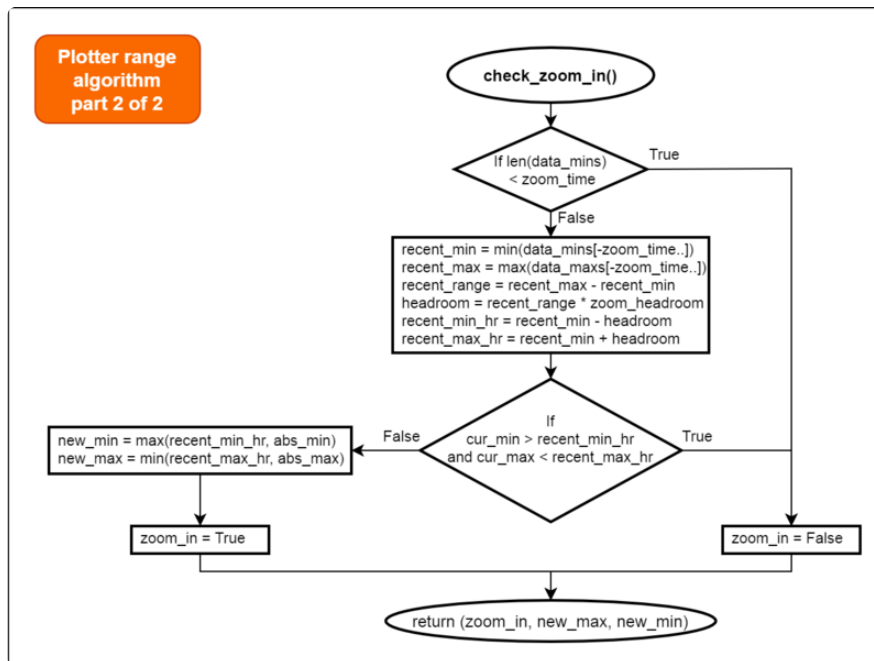 Plotter range
algorithm
part 2 of 2
check_zoom_in()
If len(data_mins)
< zoom_time
True
False
recent_min = min(data_mins[-zoom_time..])
recent_max = max(data_maxs[-zoom_time..])
recent_range = recent_max - recent_min
headroom = recent_range * zoom_headroom
recent_min_hr = recent_min - headroom
recent_max_hr = recent_min + headroom
If
cur_min > recent_min_hr
and cur_max < recent_max_hr
False
True
new_min = max(recent_min_hr, abs_min)
new_max = min(recent_max_hr, abs_max)
zoom_in = True
zoom_in = False
return (zoom_in, new_max, new_min)